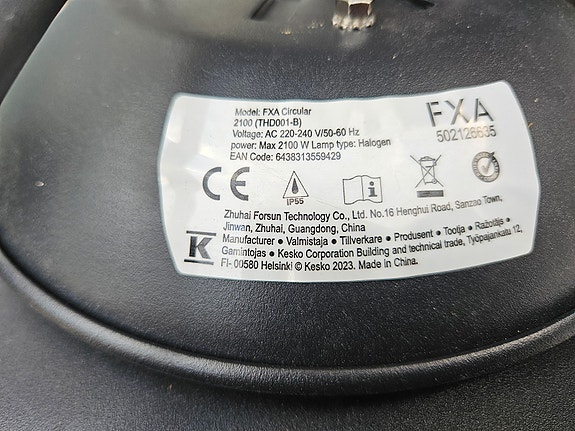 Model: FXA Circular
2100 (THD001-B)
Voltage: AC 220-240 V/50-60 Hz
power: Max 2100 W Lamp type: Halogen
EAN Code: 6438313559429
FXA
502126635
CE
IP55
i
Zhuhai Forsun Technology Co., Ltd. No.16 Henghui Road, Sanzao Town,
Jinwan, Zhuhai, Guangdong, China
Manufacturer • Valmistaja • Tillverkare • Produsent • Tootja • Ražotājs •
Gamintojas • Kesko Corporation Building and technical trade, Työpajankatu 12,
FI- 00580 Helsinki © Kesko 2023. Made in China.
K